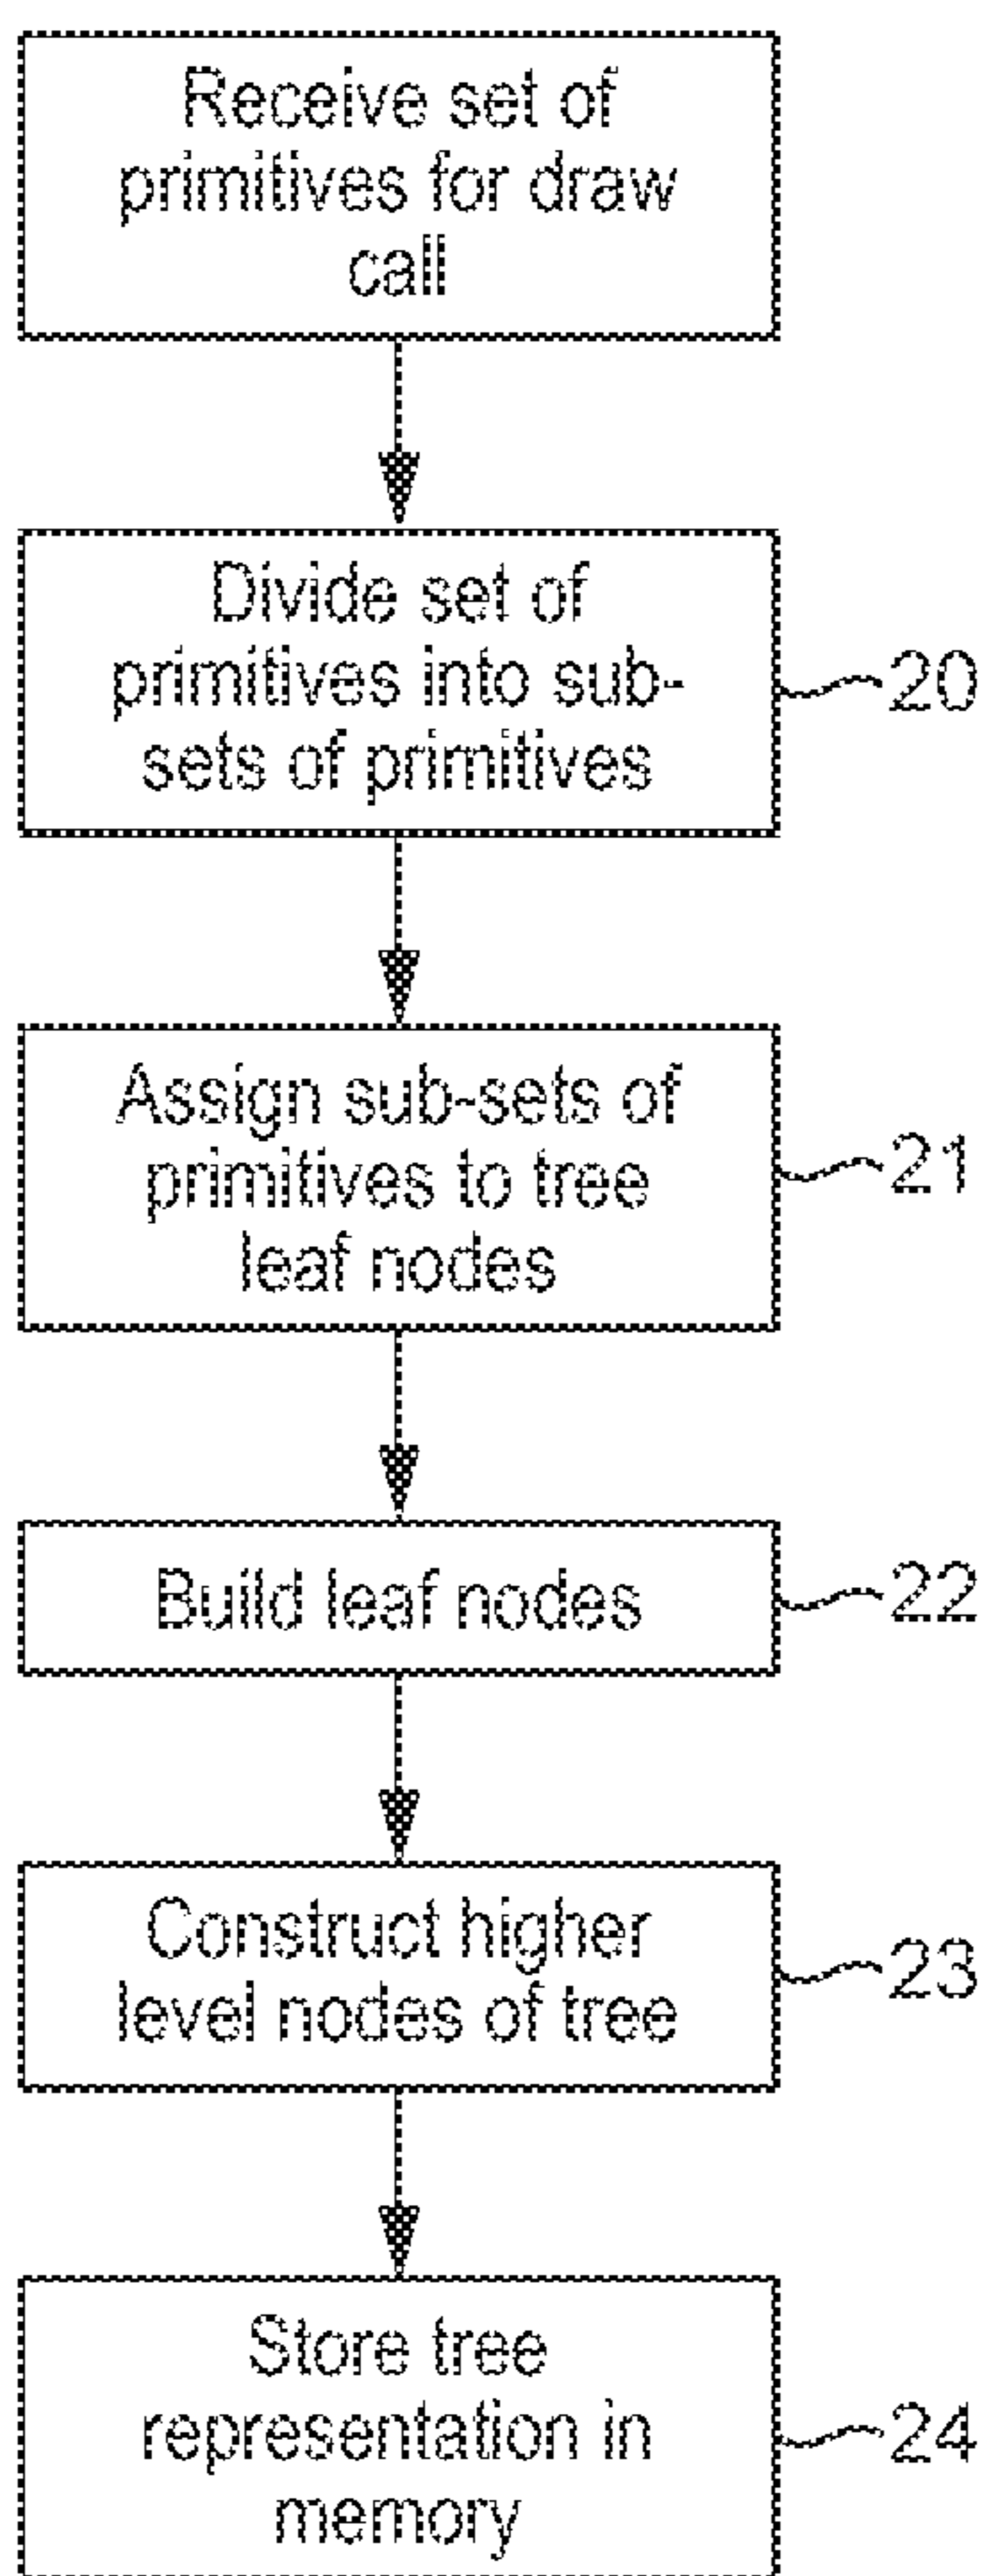 Receive set of
primitives for draw
call
Divide set of
primitives into sub-
sets of primitives
20
Assign sub-sets of
primitives to tree
leaf nodes
21
Build leaf nodes
22
Construct higher
level nodes of tree
23
Store tree
representation in
memory
24